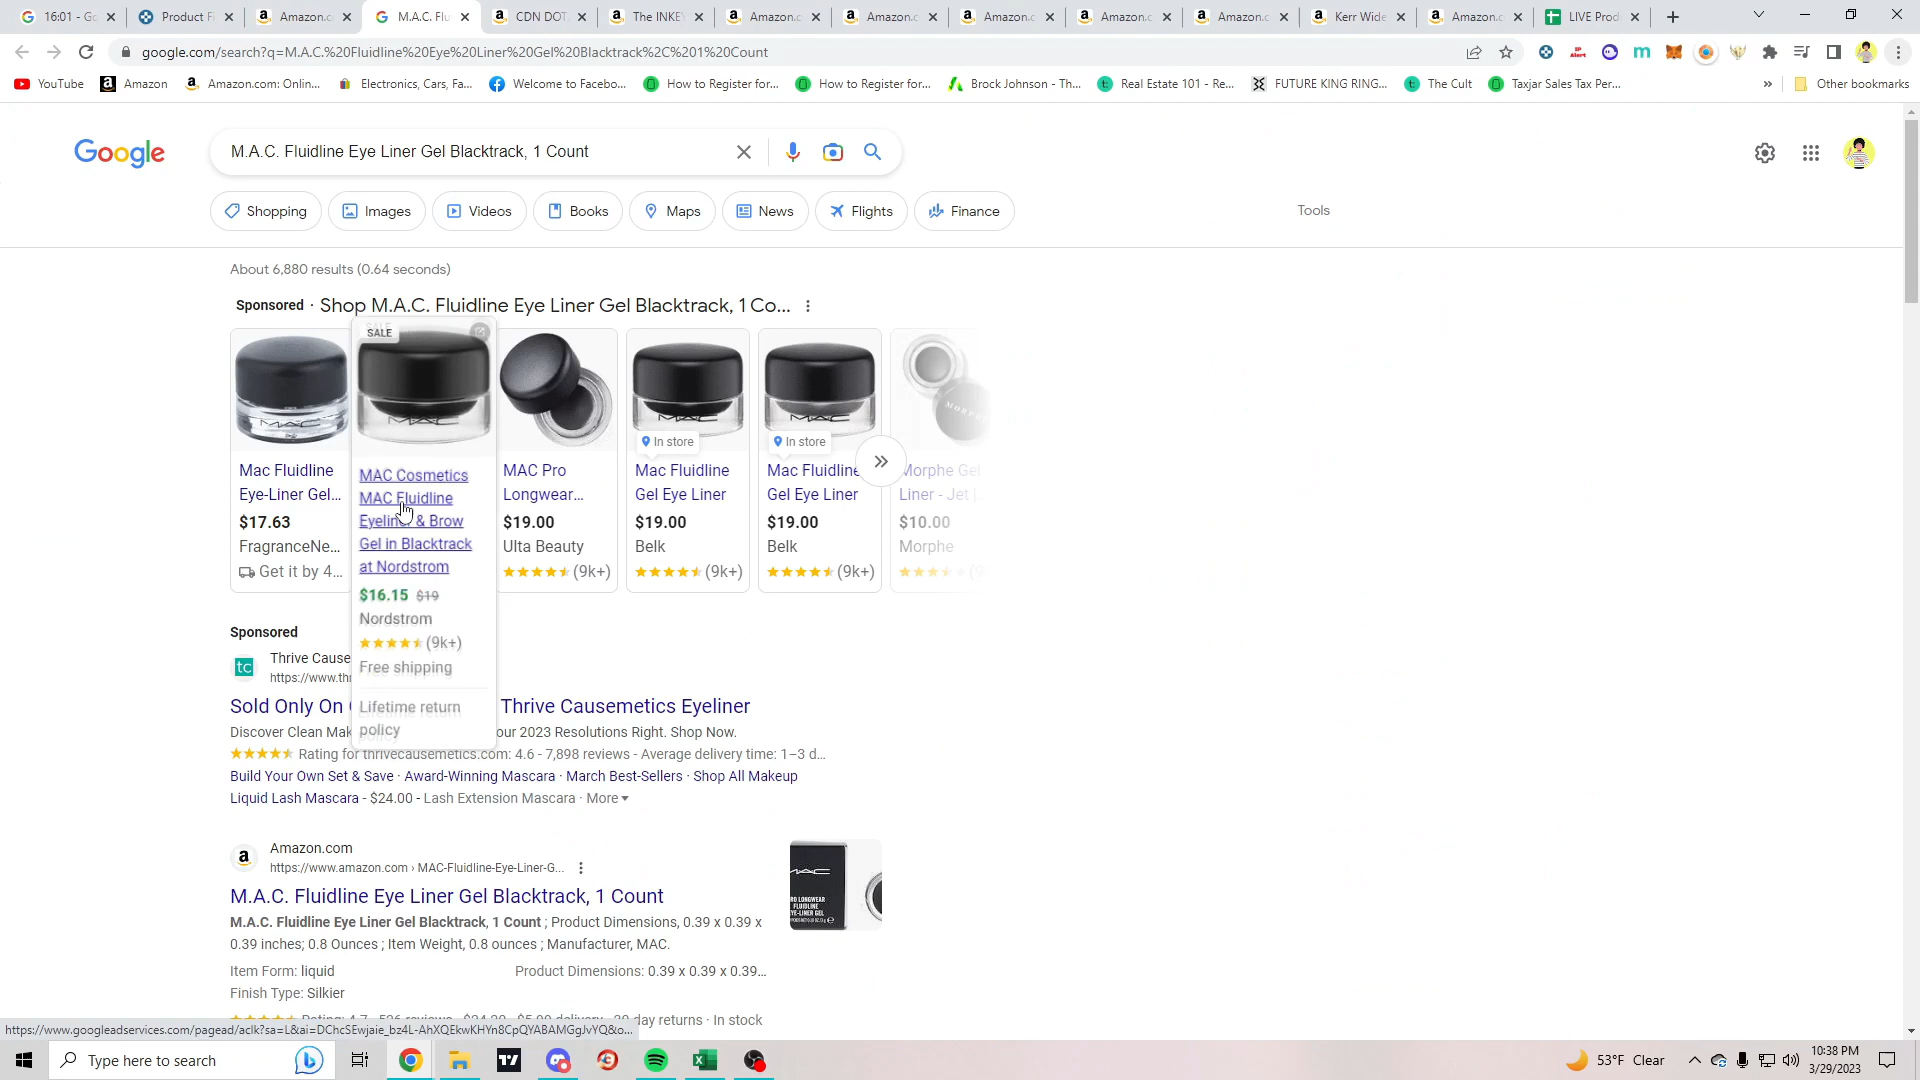 16:01 - Go
Product Fi
Amazon.c
M.A.C. Flu
CDN DOT
The INKE
Amazon.c
Amazon.c
Amazon.c
Amazon.c
Amazon.c
Kerr Wide
Amazon.c
LIVE Prod
google.com/search?q=M.A.C.%20Fluidline%20Eye%20Liner%20Gel%20Blacktrack%2C%201%20Count
YouTube
Amazon
Amazon.com: Onlin...
Electronics, Cars, Fa...
Welcome to Facebo...
How to Register for...
How to Register for...
Brock Johnson - Th...
Real Estate 101 - Re...
FUTURE KING RING...
The Cult
Taxjar Sales Tax Per...
»
Other bookmarks
Google
M.A.C. Fluidline Eye Liner Gel Blacktrack, 1 Count
Shopping
Images
Videos
Books
Maps
News
Flights
Finance
Tools
About 6,880 results (0.64 seconds)
Sponsored · Shop M.A.C. Fluidline Eye Liner Gel Blacktrack, 1 Co...
Mac Fluidline
Eye-Liner Gel...
$17.63
FragranceNe...
Get it by 4...
SALE
MAC Cosmetics
MAC Fluidline
Eyeliner & Brow
Gel in Blacktrack
at Nordstrom
$16.15 $19
Nordstrom
(9k+)
Free shipping
Lifetime return
policy
MAC Pro
Longwear...
$19.00
Ulta Beauty
(9k+)
In store
Mac Fluidline
Gel Eye Liner
$19.00
Belk
(9k+)
In store
Mac Fluidline
Gel Eye Liner
$19.00
Belk
(9k+)
Morphe Gel
Liner - Jet
$10.00
Morphe
Sponsored
tc
Thrive Cause
https://www.thr
Sold Only On
Thrive Causemetics Eyeliner
Discover Clean Mak
our 2023 Resolutions Right. Shop Now.
Rating for thrivecausemetics.com: 4.6 - 7,898 reviews - Average delivery time: 1–3 d...
Build Your Own Set & Save · Award-Winning Mascara · March Best-Sellers · Shop All Makeup
Liquid Lash Mascara - $24.00 - Lash Extension Mascara · More
Amazon.com
https://www.amazon.com › MAC-Fluidline-Eye-Liner-G...
M.A.C. Fluidline Eye Liner Gel Blacktrack, 1 Count
M.A.C. Fluidline Eye Liner Gel Blacktrack, 1 Count ; Product Dimensions, 0.39 x 0.39 x
0.39 inches; 0.8 Ounces ; Item Weight, 0.8 ounces ; Manufacturer, MAC.
Item Form: liquid
Product Dimensions: 0.39 x 0.39 x 0.39...
Finish Type: Silkier
day returns · In stock
https://www.googleadservices.com/pagead/aclk?sa=L&ai=DChcSEwjaie_bz4L-AhXQEkwKHYn8CpQYABAMGgJvYQ&o...
Type here to search
53°F Clear
10:38 PM
3/29/2023